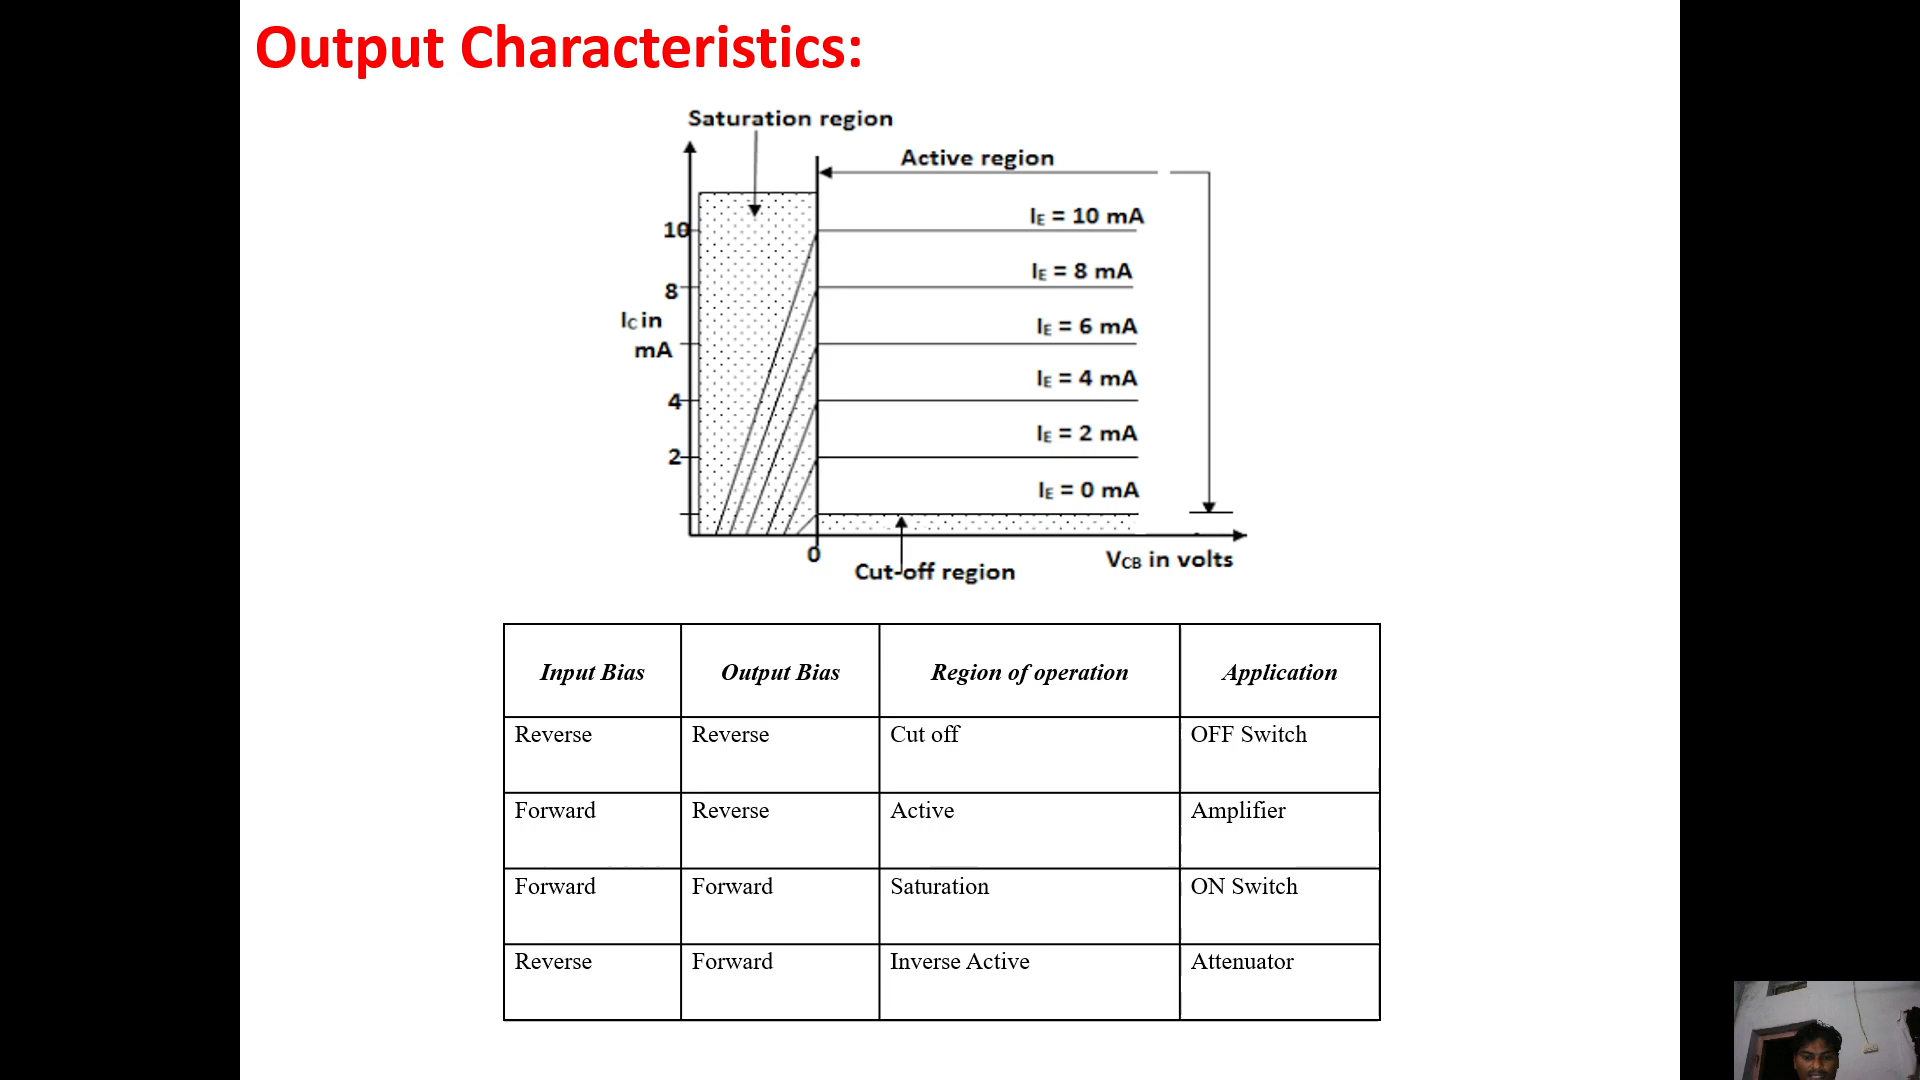 Output Characteristics:
Saturation region
Active region
10
8
IC in
mA
4
2
IE = 10 mA
IE = 8 mA
IE = 6 mA
IE = 4 mA
IE = 2 mA
IE = 0 mA
0
VCB in volts
Cut-off region
Input Bias Output Bias Region of operation Application
Reverse Reverse Cut off OFF Switch
Forward Reverse Active Amplifier
Forward Forward Saturation ON Switch
Reverse Forward Inverse Active Attenuator